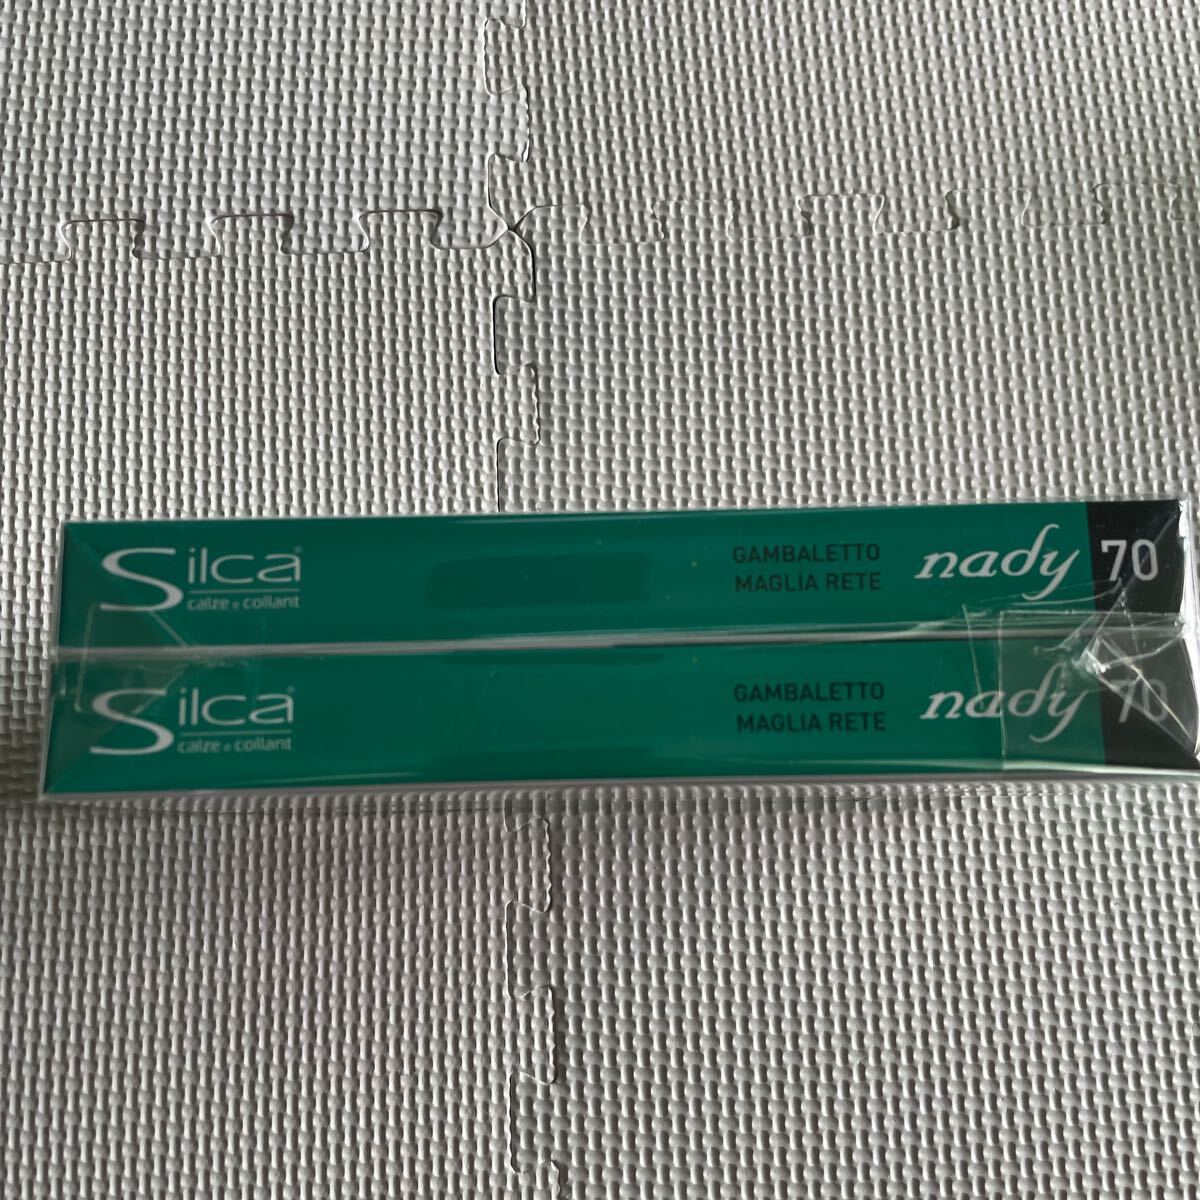 Silca®
calze e collant
GAMBALETTO
MAGLIA RETE
nady 70
Silca®
calze e collant
GAMBALETTO
MAGLIA RETE
nady 70